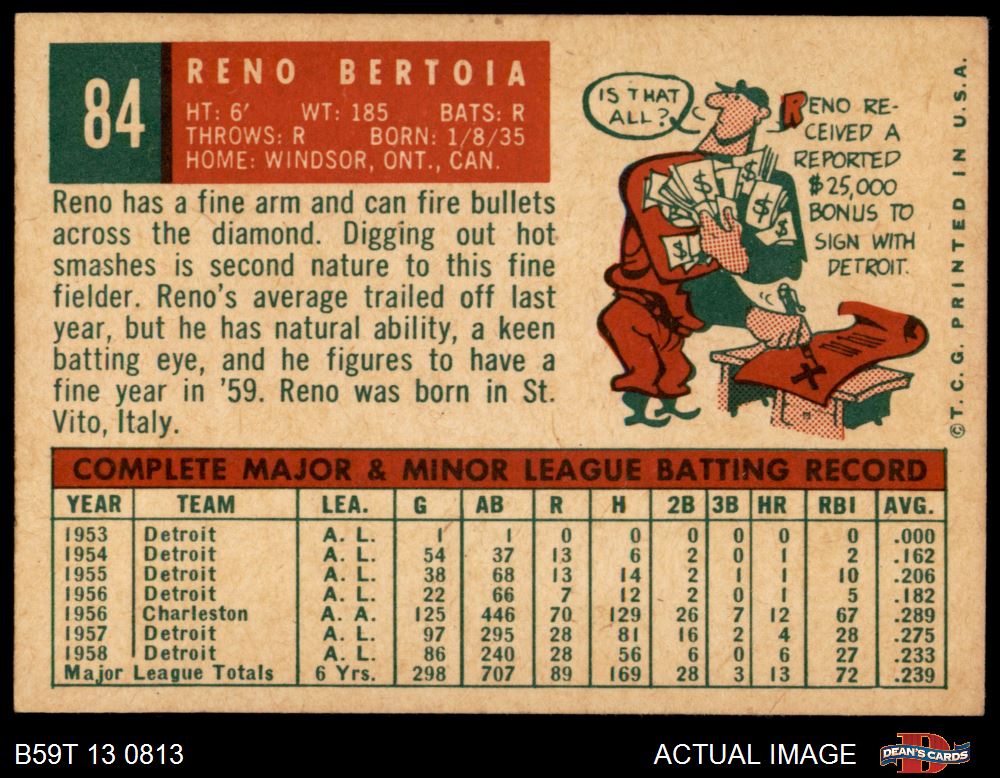 84
RENO BERTOIA
HT: 6' WT: 185 BATS: R
THROWS: R BORN: 1/8/35
HOME: WINDSOR, ONT., CAN.
Reno has a fine arm and can fire bullets
across the diamond. Digging out hot
smashes is second nature to this fine
fielder. Reno's average trailed off last
year, but he has natural ability, a keen
batting eye, and he figures to have a
fine year in '59. Reno was born in St.
Vito, Italy.
IS THAT
ALL?
RENO RE-
CEIVED A
REPORTED
$25,000
BONUS TO
SIGN WITH
DETROIT.
$ $ $ $
X
©T.C.G. PRINTED IN U.S.A.
COMPLETE MAJOR & MINOR LEAGUE BATTING RECORD
YEAR TEAM LEA. G AB R H 2B 3B HR RBI AVG.
1953 Detroit A. L. 1 1 0 0 0 0 0 0 .000
1954 Detroit A. L. 54 37 13 6 2 0 1 2 .162
1955 Detroit A. L. 38 68 13 14 2 1 1 10 .206
1956 Detroit A. L. 22 66 7 12 2 0 1 5 .182
1956 Charleston A. A. 125 446 70 129 26 7 12 67 .289
1957 Detroit A. L. 97 295 28 81 16 2 4 28 .275
1958 Detroit A. L. 86 240 28 56 6 0 6 27 .233
Major League Totals 6 Yrs. 298 707 89 169 28 3 13 72 .239
B59T 13 0813
ACTUAL IMAGE
D
DEAN'S CARDS